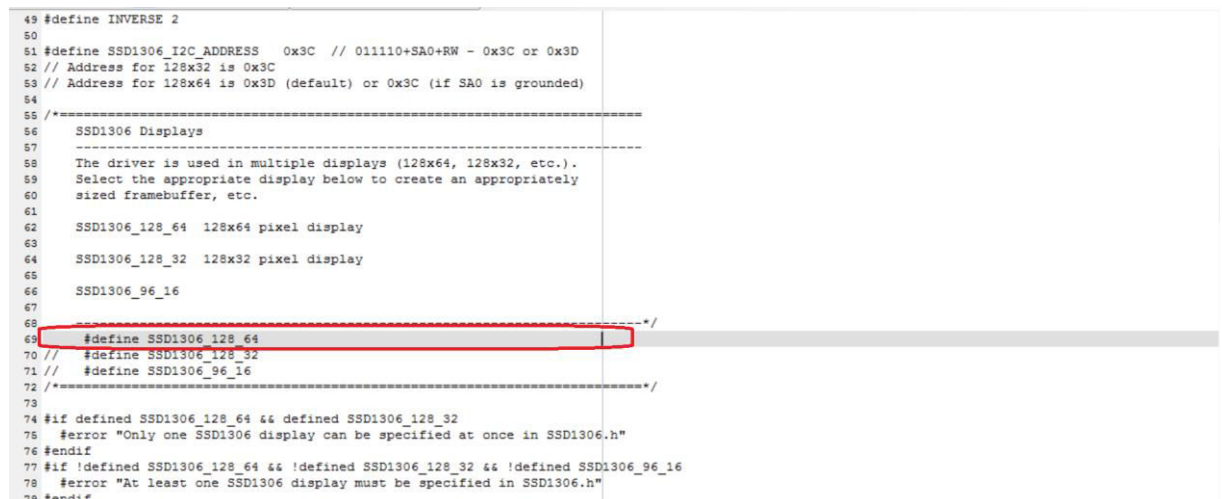 49 #define INVERSE 2
50
51 #define SSD1306_I2C_ADDRESS   0x3C  // 011110+SA0+RW - 0x3C or 0x3D
52 // Address for 128x32 is 0x3C
53 // Address for 128x64 is 0x3D (default) or 0x3C (if SA0 is grounded)
54
55 /*=========================================================================
56     SSD1306 Displays
57     -----------------------------------------------------------------------
58     The driver is used in multiple displays (128x64, 128x32, etc.).
59     Select the appropriate display below to create an appropriately
60     sized framebuffer, etc.
61
62     SSD1306_128_64  128x64 pixel display
63
64     SSD1306_128_32  128x32 pixel display
65
66     SSD1306_96_16
67
68     -----------------------------------------------------------------------*/
69      #define SSD1306_128_64
70 //   #define SSD1306_128_32
71 //   #define SSD1306_96_16
72 /*=========================================================================*/
73
74 #if defined SSD1306_128_64 && defined SSD1306_128_32
75   #error "Only one SSD1306 display can be specified at once in SSD1306.h"
76 #endif
77 #if !defined SSD1306_128_64 && !defined SSD1306_128_32 && !defined SSD1306_96_16
78   #error "At least one SSD1306 display must be specified in SSD1306.h"
79 #endif